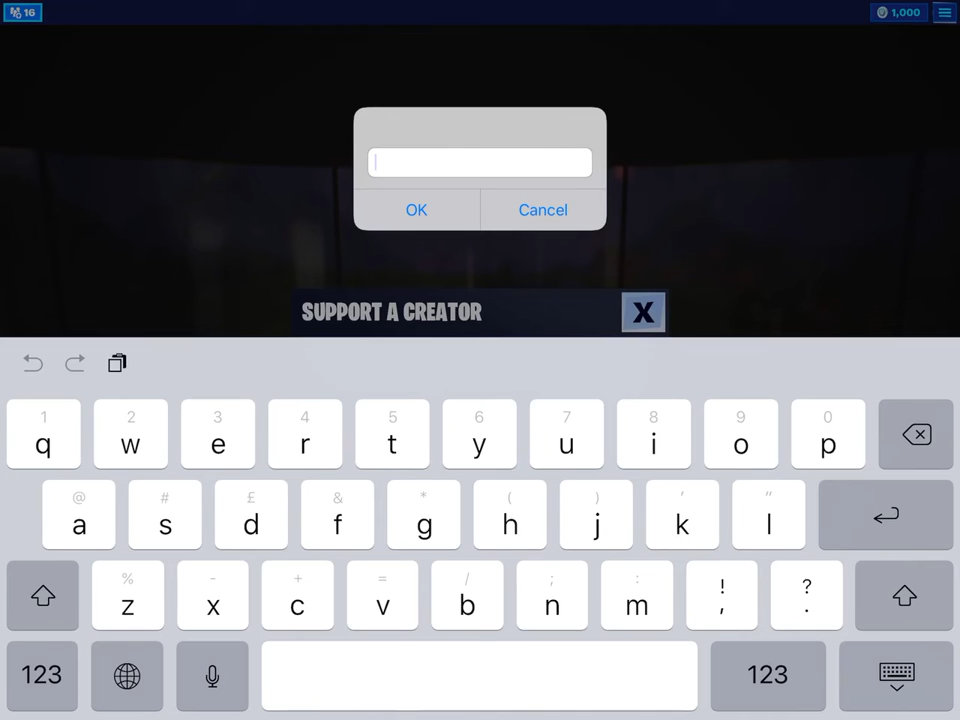 16
1,000
OK Cancel
SUPPORT A CREATOR X
1 2 3 4 5 6 7 8 9 0
q w e r t y u i o p
@ # £ & * ( ) ' "
a s d f g h j k l
% - + = / ; : ! ?
z x c v b n m , .
123 123